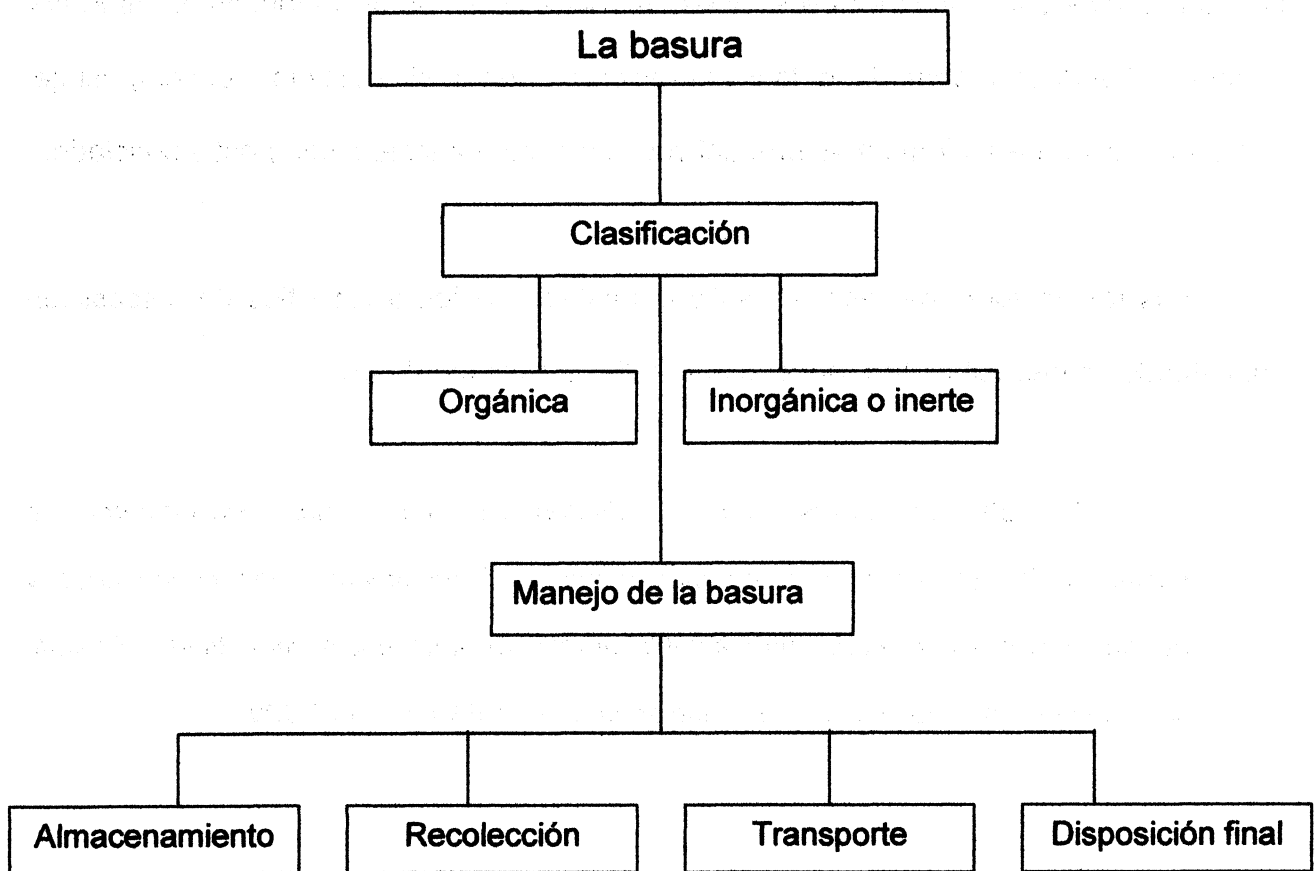 La basura
Clasificación
Orgánica
Inorgánica o inerte
Manejo de la basura
Almacenamiento
Recolección
Transporte
Disposición final